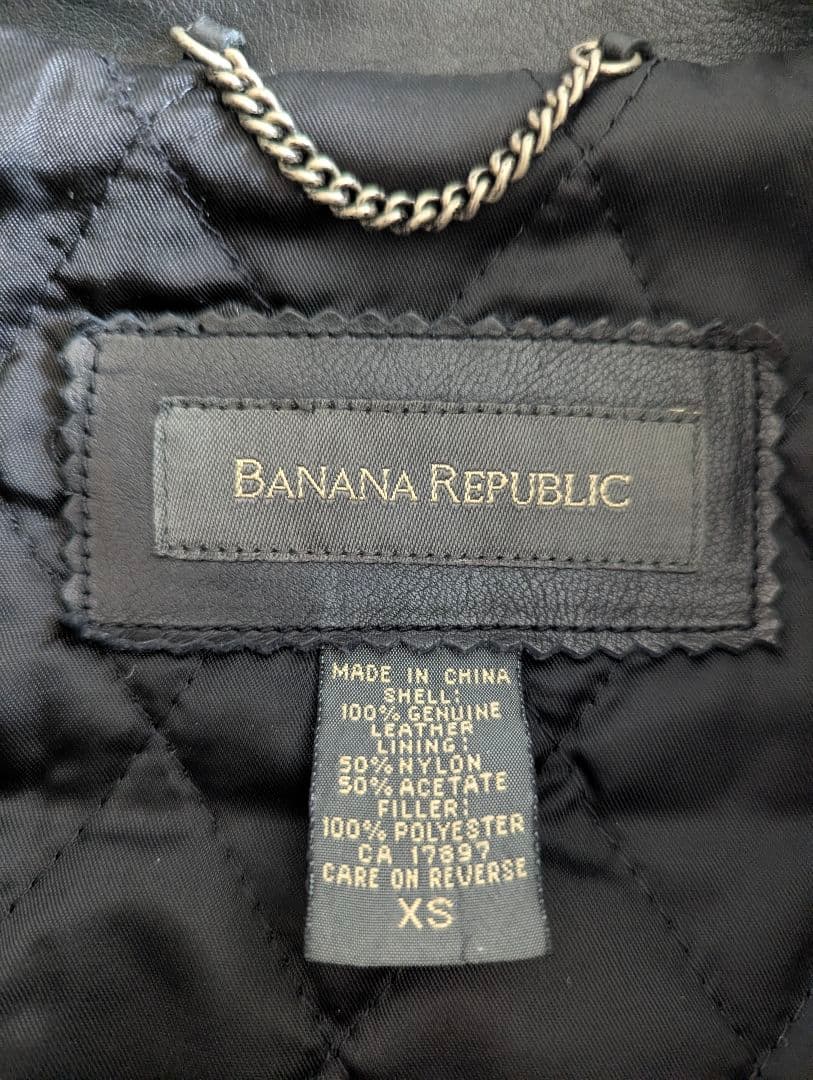 BANANA REPUBLIC
MADE IN CHINA
SHELL:
100% GENUINE
LEATHER
LINING:
50% NYLON
50% ACETATE
FILLER:
100% POLYESTER
CA 17897
CARE ON REVERSE
XS